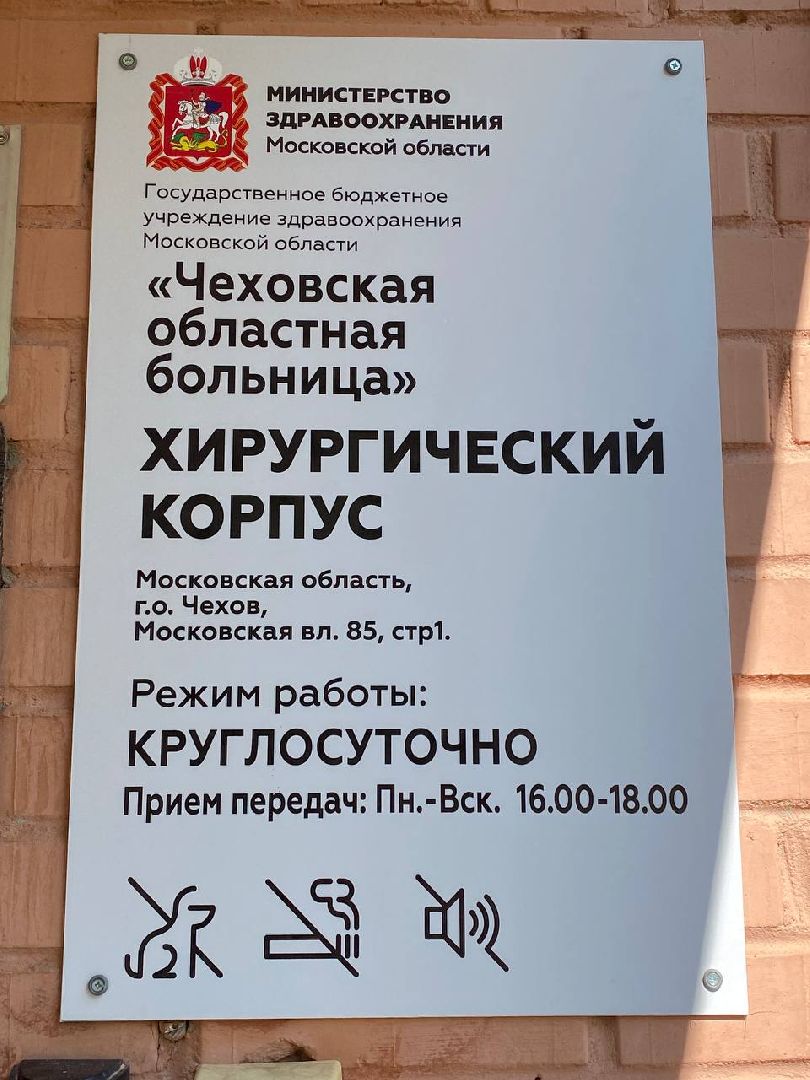 МИНИСТЕРСТВО
ЗДРАВООХРАНЕНИЯ
Московской области
Государственное бюджетное
учреждение здравоохранения
Московской области
«Чеховская
областная
больница»
ХИРУРГИЧЕСКИЙ
КОРПУС
Московская область,
г.о. Чехов,
Московская вл. 85, стр1.
Режим работы:
КРУГЛОСУТОЧНО
Прием передач: Пн.-Вск. 16.00-18.00